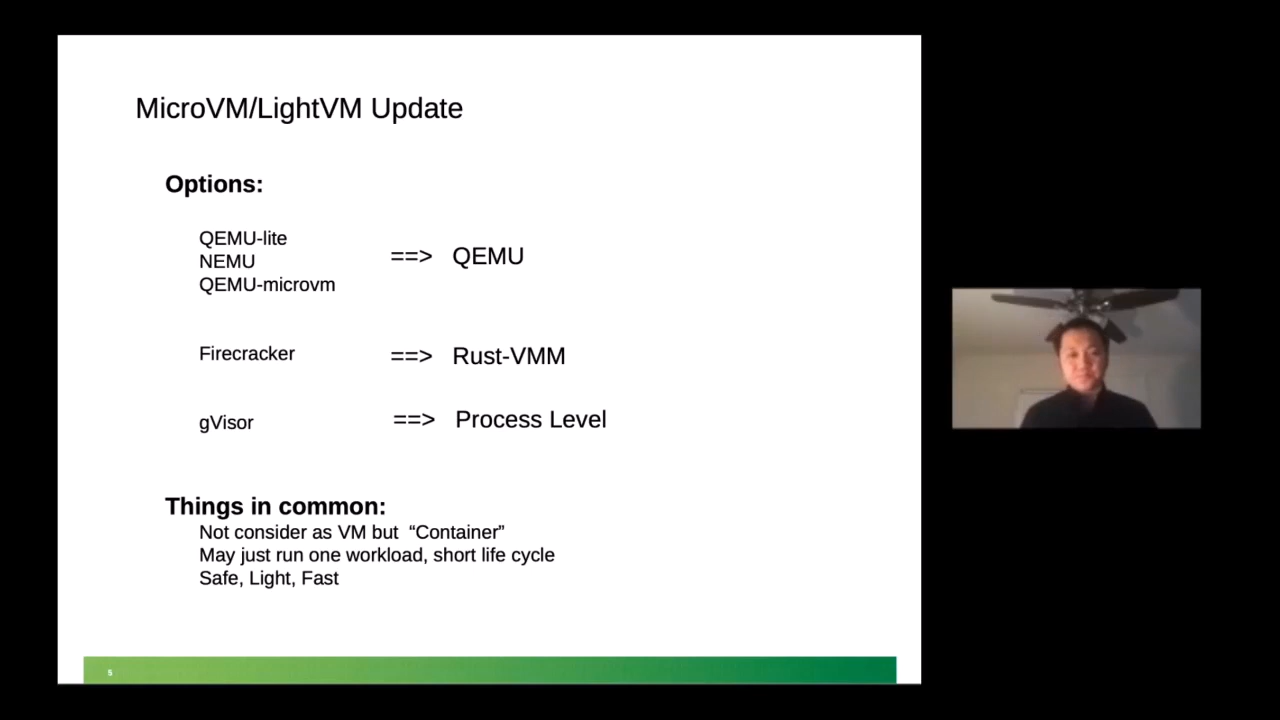 MicroVM/LightVM Update
Options:
QEMU-lite
NEMU
QEMU-microvm
==> QEMU
Firecracker ==> Rust-VMM
gVisor ==> Process Level
Things in common:
Not consider as VM but “Container”
May just run one workload, short life cycle
Safe, Light, Fast
5